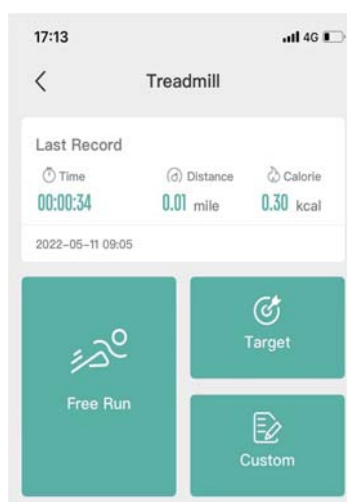 17:13 4G
Treadmill
Last Record
Time Distance Calorie
00:00:34 0.01 mile 0.30 kcal
2022-05-11 09:05
Free Run
Target
Custom